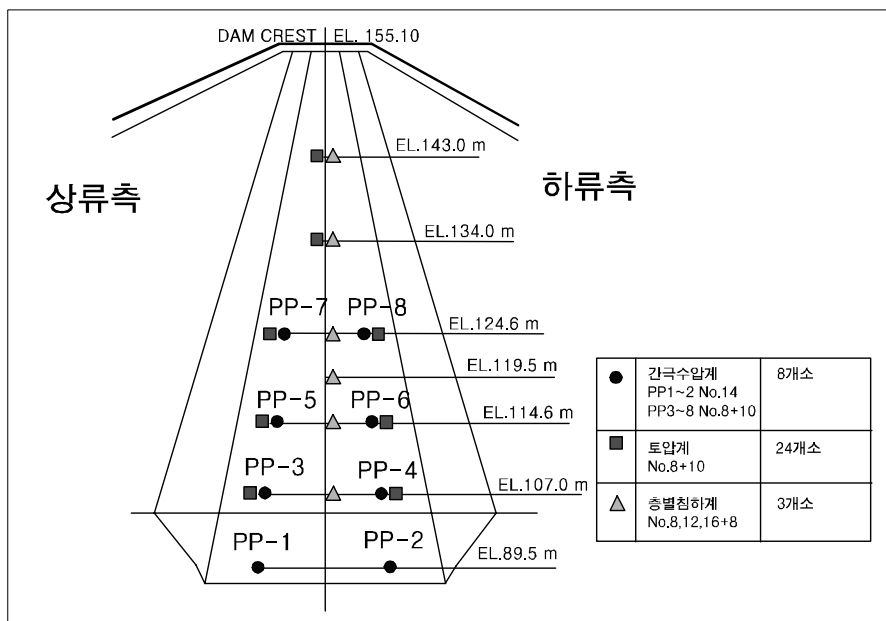 DAM CREST EL. 155.10
EL.143.0 m
상류측
하류측
EL.134.0 m
PP-7 PP-8
EL.124.6 m
EL.119.5 m
PP-5 PP-6
EL.114.6 m
PP-3 PP-4
EL.107.0 m
PP-1 PP-2
EL.89.5 m
간극수압계 8개소
PP1~2 No.14
PP3~8 No.8+10
토압계 24개소
No.8+10
층별침하계 3개소
No.8,12,16+8